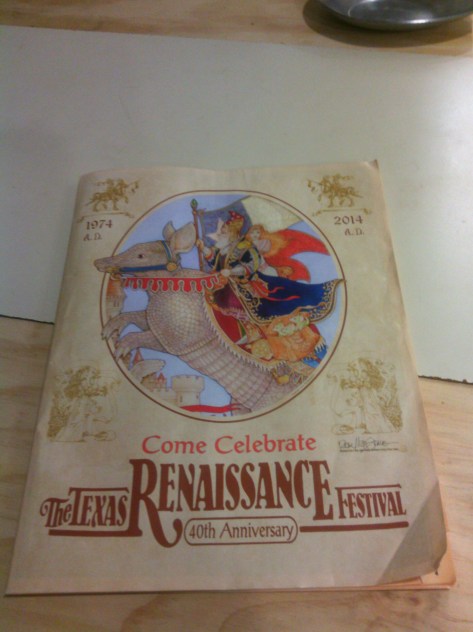 1974
A.D.
2014
A.D.
Come Celebrate
The TEXAS RENAISSANCE FESTIVAL
40th Anniversary